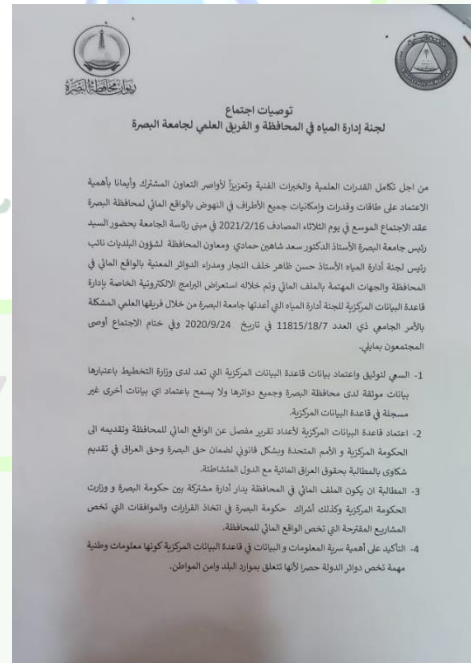 ديوان محافظة البصرة
توصيات اجتماع
لجنة إدارة المياه في المحافظة و الفريق العلمي لجامعة البصرة
من اجل تكامل القدرات العلمية والخبرات الفنية وتعزيزاً لأواصر التعاون المشترك وأيمانا بأهمية
الاعتماد على طاقات وقدرات وإمكانيات جميع الأطراف في النهوض بالواقع المائي لمحافظة البصرة
عقد الاجتماع الموسع في يوم الثلاثاء المصادف 2021/2/16 في مبنى رئاسة الجامعة بحضور السيد
رئيس جامعة البصرة الأستاذ الدكتور سعد شاهين حمادي ومعاون المحافظة لشؤون البلديات نائب
رئيس لجنة أدارة المياه الأستاذ حسن ظاهر خلف النجار ومدراء الدوائر المعنية بالواقع المائي في
المحافظة والجهات المهتمة بالملف المائي وتم خلاله استعراض البرامج الالكترونية الخاصة بإدارة
قاعدة البيانات المركزية للجنة أدارة المياه التي أعدتها جامعة البصرة من خلال فريقها العلمي المشكلة
بالأمر الجامعي ذي العدد 11815/18/7 في تاريخ 2020/9/24 وفي ختام الاجتماع أوصى
المجتمعون بمايلي.
1- السعي لتوثيق واعتماد بيانات قاعدة البيانات المركزية التي تعد لدى وزارة التخطيط باعتبارها
بيانات موثقة لدى محافظة البصرة وجميع دوائرها ولا يسمح باعتماد اي بيانات أخرى غير
مسجلة في قاعدة البيانات المركزية.
2- اعتماد قاعدة البيانات المركزية لأعداد تقرير مفصل عن الواقع المائي للمحافظة وتقديمه الى
الحكومة المركزية و الأمم المتحدة وبشكل قانوني لضمان حق البصرة وحق العراق في تقديم
شكاوى بالمطالبة بحقوق العراق المائية مع الدول المتشاطئة.
3- المطالبة ان يكون الملف المائي في المحافظة يدار أدارة مشتركة بين حكومة البصرة و وزارت
الحكومة المركزية وكذلك أشراك حكومة البصرة في اتخاذ القرارات والموافقات التي تخص
المشاريع المقترحة التي تخص الواقع المائي للمحافظة.
4- التأكيد على أهمية سرية المعلومات و البيانات في قاعدة البيانات المركزية كونها معلومات وطنية
مهمة تخص دوائر الدولة حصرا لأنها تتعلق بموارد البلد وامن المواطن.